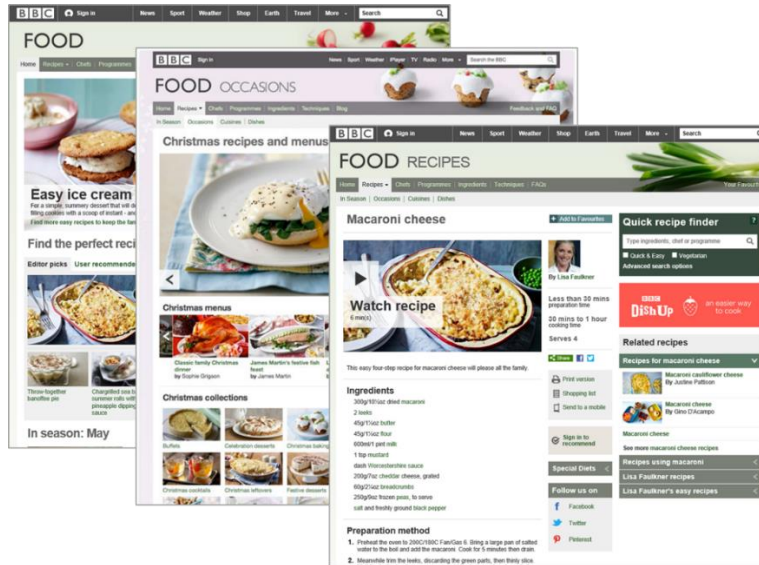 BBC Sign in News Sport Weather Shop Earth Travel More Search
FOOD
Home Recipes Chefs Programmes
Easy ice cream
For a simple, summery dessert that will
filling cookies with a scoop of instant - and
Find more easy recipes to keep the fam
Find the perfect reci
Editor picks User recommende
Throw-together
banoffee pie
Chargrilled sea
summer rolls with
pineapple dipping
sauce
In season: May
BBC Sign in News Sport Weather iPlayer TV Radio More Search the BBC
FOOD OCCASIONS
Home Recipes Chefs Programmes Ingredients Techniques Blog Feedback and FAQ
In Season Occasions Cuisines Dishes
Christmas recipes and menus
Christmas menus
Classic family Christmas
dinner
by Sophie Grigson
James Martin's festive fish
feast
by James Martin
Christmas collections
Buffets
Celebration desserts
Christmas baking
Christmas cocktails
Christmas leftovers
Festive desserts
BBC Sign in News Sport Weather Shop Earth Travel More Search
FOOD RECIPES
Home Recipes Chefs Programmes Ingredients Techniques FAQs Your Favourit
In Season Occasions Cuisines Dishes
Macaroni cheese
+ Add to Favourites
Watch recipe
6 min(s)
By Lisa Faulkner
Less than 30 mins
preparation time
30 mins to 1 hour
cooking time
Serves 4
Share
This easy four-step recipe for macaroni cheese will please all the family.
Print version
Shopping list
Send to a mobile
Sign in to
recommend
Special Diets
Follow us on
Facebook
Twitter
Pinterest
Ingredients
300g/10½oz dried macaroni
2 leeks
45g/1½oz butter
45g/1½oz flour
600ml/1 pint milk
1 tsp mustard
dash Worcestershire sauce
200g/7oz cheddar cheese, grated
60g/2¼oz breadcrumbs
250g/9oz frozen peas, to serve
salt and freshly ground black pepper
Preparation method
1. Preheat the oven to 200C/180C Fan/Gas 6. Bring a large pan of salted
water to the boil and add the macaroni. Cook for 5 minutes then drain.
2. Meanwhile trim the leeks, discarding the green parts, then thinly slice.
Quick recipe finder ?
Type ingredients, chef or programme
Quick & Easy Vegetarian
Advanced search options
BBC
Dish Up
an easier way
to cook
Related recipes
Recipes for macaroni cheese
Macaroni cauliflower cheese
By Justine Pattison
Macaroni cheese
By Gino D'Acampo
Macaroni cheese
See more macaroni cheese recipes
Recipes using macaroni
Lisa Faulkner recipes
Lisa Faulkner's easy recipes